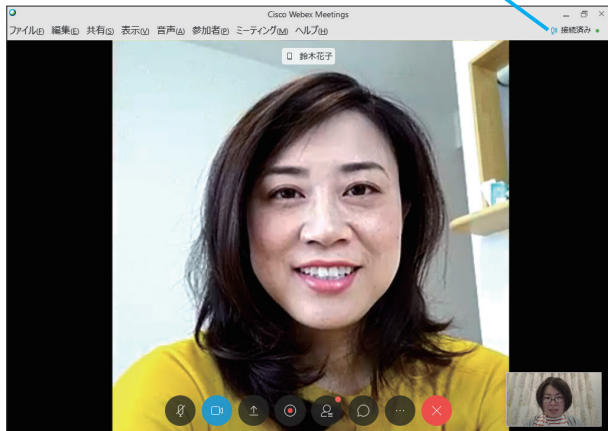 Cisco Webex Meetings
ファイル(F) 編集(E) 共有(S) 表示(V) 音声(A) 参加者(P) ミーティング(M) ヘルプ(H)
接続済み
鈴木花子